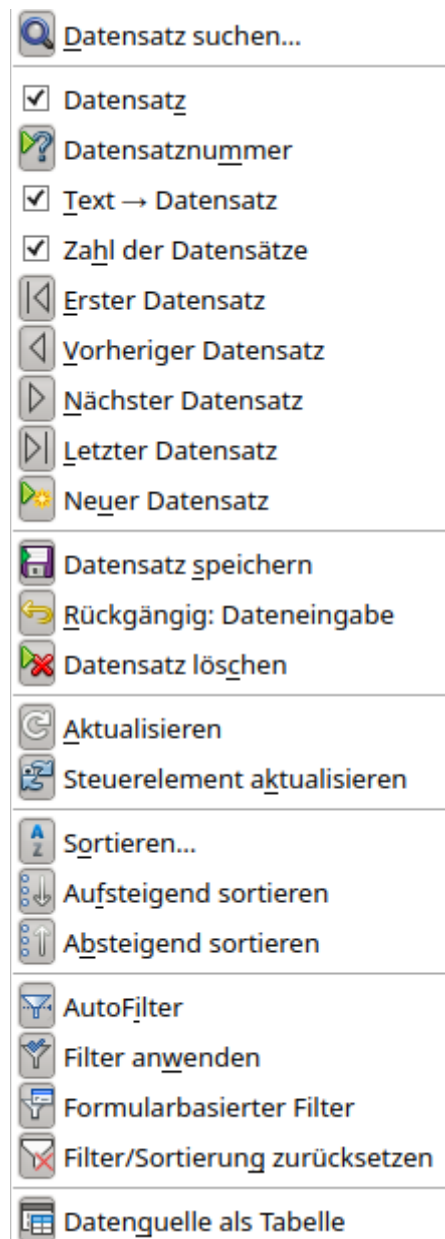 Datensatz suchen...
Datensatz
Datensatznummer
Text → Datensatz
Zahl der Datensätze
Erster Datensatz
Vorheriger Datensatz
Nächster Datensatz
Letzter Datensatz
Neuer Datensatz
Datensatz speichern
Rückgängig: Dateneingabe
Datensatz löschen
Aktualisieren
Steuerelement aktualisieren
Sortieren...
Aufsteigend sortieren
Absteigend sortieren
AutoFilter
Filter anwenden
Formularbasierter Filter
Filter/Sortierung zurücksetzen
Datenquelle als Tabelle